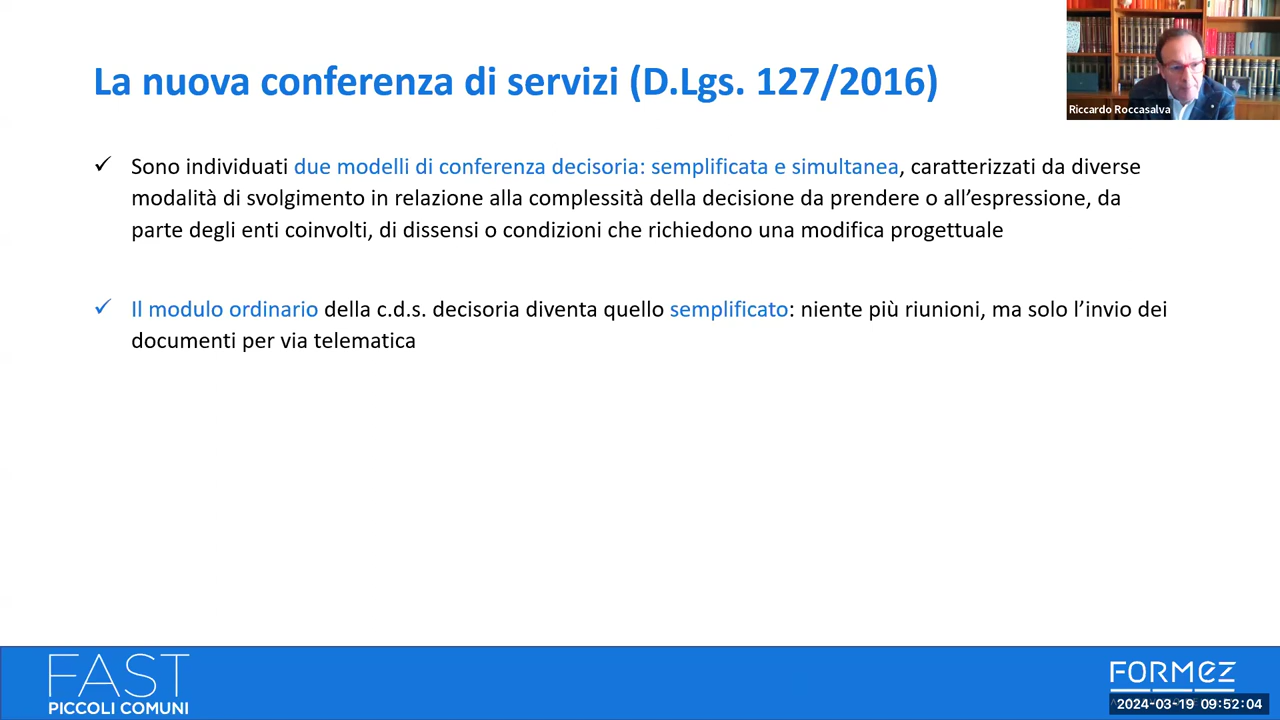 La nuova conferenza di servizi (D.Lgs. 127/2016)
Riccardo Roccasalva
✓ Sono individuati due modelli di conferenza decisoria: semplificata e simultanea, caratterizzati da diverse
modalità di svolgimento in relazione alla complessità della decisione da prendere o all’espressione, da
parte degli enti coinvolti, di dissensi o condizioni che richiedono una modifica progettuale
✓ Il modulo ordinario della c.d.s. decisoria diventa quello semplificato: niente più riunioni, ma solo l’invio dei
documenti per via telematica
FAST
PICCOLI COMUNI
FORMEZ
2024-03-19 09:52:04